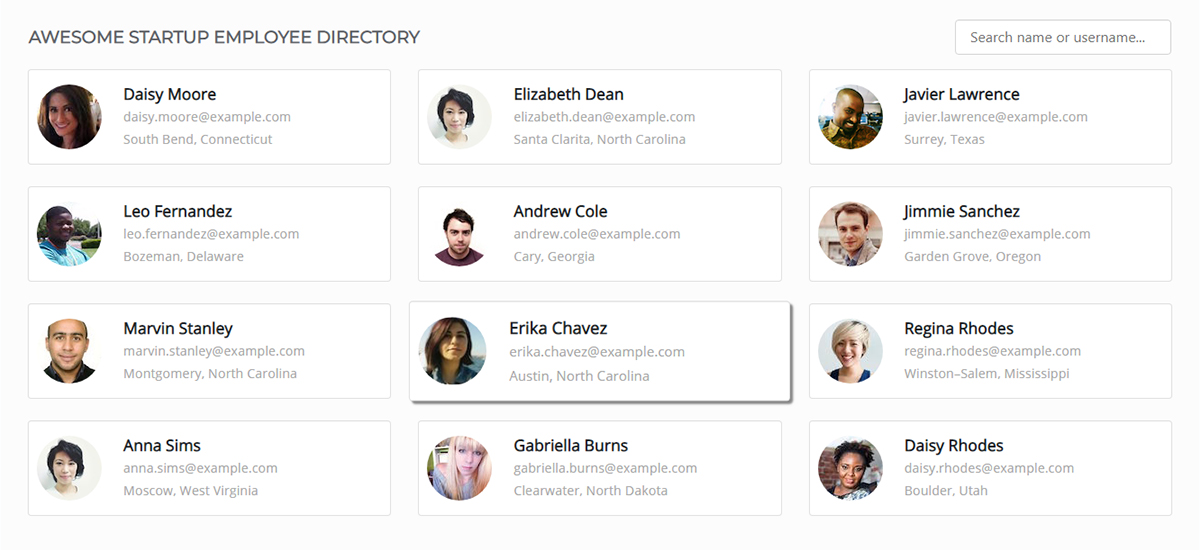 AWESOME STARTUP EMPLOYEE DIRECTORY
Search name or username...
Daisy Moore
daisy.moore@example.com
South Bend, Connecticut
Elizabeth Dean
elizabeth.dean@example.com
Santa Clarita, North Carolina
Javier Lawrence
javier.lawrence@example.com
Surrey, Texas
Leo Fernandez
leo.fernandez@example.com
Bozeman, Delaware
Andrew Cole
andrew.cole@example.com
Cary, Georgia
Jimmie Sanchez
jimmie.sanchez@example.com
Garden Grove, Oregon
Marvin Stanley
marvin.stanley@example.com
Montgomery, North Carolina
Erika Chavez
erika.chavez@example.com
Austin, North Carolina
Regina Rhodes
regina.rhodes@example.com
Winston–Salem, Mississippi
Anna Sims
anna.sims@example.com
Moscow, West Virginia
Gabriella Burns
gabriella.burns@example.com
Clearwater, North Dakota
Daisy Rhodes
daisy.rhodes@example.com
Boulder, Utah